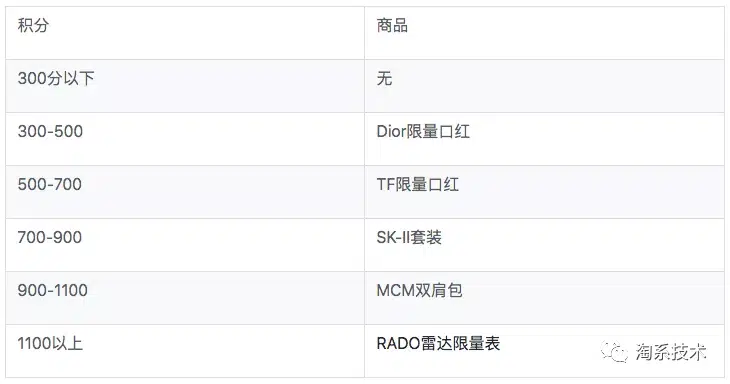 积分 商品
300分以下 无
300-500 Dior限量口红
500-700 TF限量口红
700-900 SK-II套装
900-1100 MCM双肩包
1100以上 RADO雷达限量表
淘系技术